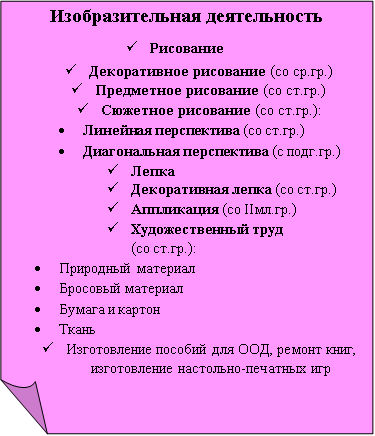 Изобразительная деятельность
✓ Рисование
✓ Декоративное рисование (со ср.гр.)
✓ Предметное рисование (со ст.гр.)
✓ Сюжетное рисование (со ст.гр.):
• Линейная перспектива (со ст.гр.)
• Диагональная перспектива (с подг.гр.)
✓ Лепка
✓ Декоративная лепка (со ст.гр.)
✓ Аппликация (со IIмл.гр.)
✓ Художественный труд
(со ст.гр.):
• Природный материал
• Бросовый материал
• Бумага и картон
• Ткань
✓ Изготовление пособий для ООД, ремонт книг,
изготовление настольно-печатных игр